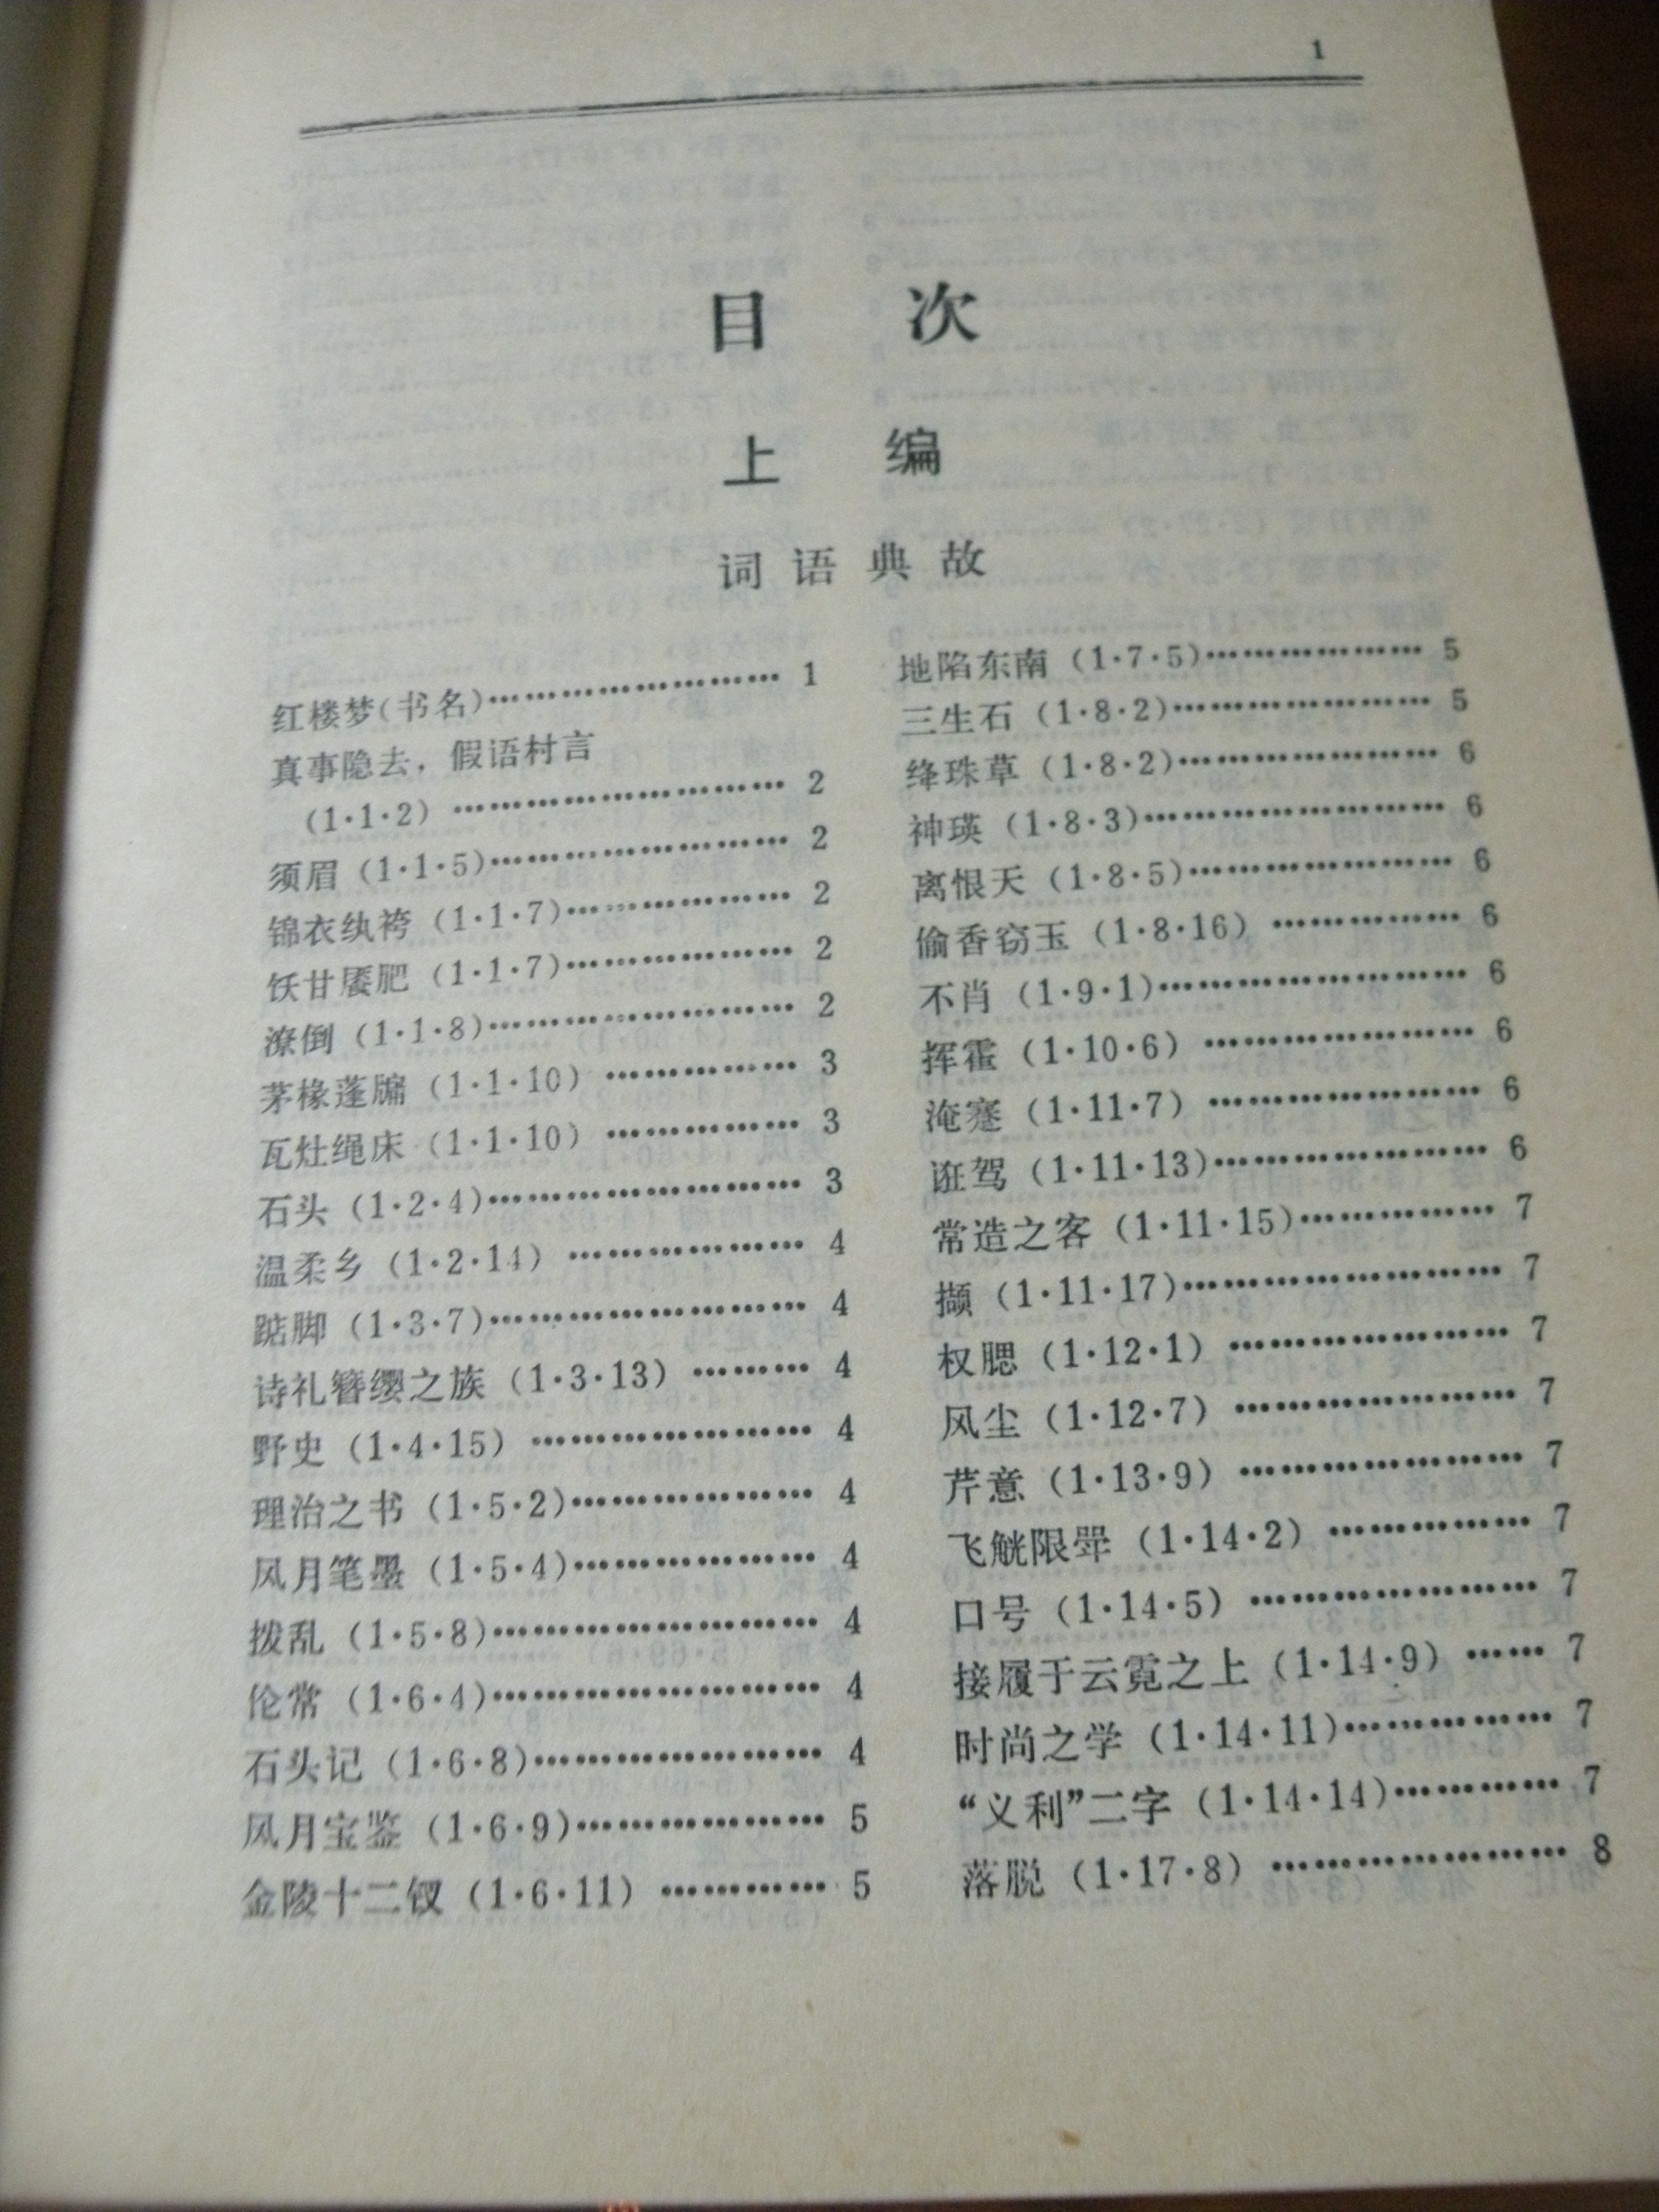 1
目 次
上 编
词语典故
红楼梦(书名)………………………… 1
真事隐去，假语村言
(1·1·2) ………………………… 2
须眉 (1·1·5)………………………… 2
锦衣纨袴 (1·1·7)………………… 2
饫甘餍肥 (1·1·7)………………… 2
潦倒 (1·1·8)………………………… 2
茅椽蓬牖 (1·1·10) ……………… 3
瓦灶绳床 (1·1·10) ……………… 3
石头 (1·2·4)………………………… 3
温柔乡 (1·2·14) ………………… 4
跕脚 (1·3·7)………………………… 4
诗礼簪缨之族 (1·3·13) ……… 4
野史 (1·4·15) …………………… 4
理治之书 (1·5·2)………………… 4
风月笔墨 (1·5·4)………………… 4
拨乱 (1·5·8)………………………… 4
伦常 (1·6·4)………………………… 4
石头记 (1·6·8)…………………… 4
风月宝鉴 (1·6·9)………………… 5
金陵十二钗 (1·6·11) ………… 5
地陷东南 (1·7·5)………………… 5
三生石 (1·8·2)…………………… 5
绛珠草 (1·8·2)…………………… 6
神瑛 (1·8·3)………………………… 6
离恨天 (1·8·5)…………………… 6
偷香窃玉 (1·8·16) ……………… 6
不肖 (1·9·1)………………………… 6
挥霍 (1·10·6) …………………… 6
淹蹇 (1·11·7) …………………… 6
诳驾 (1·11·13)…………………… 6
常造之客 (1·11·15)……………… 7
撷 (1·11·17)………………………… 7
权腮 (1·12·1) …………………… 7
风尘 (1·12·7) …………………… 7
芹意 (1·13·9) …………………… 7
飞觥限斝 (1·14·2) ……………… 7
口号 (1·14·5) …………………… 7
接履于云霓之上 (1·14·9) …… 7
时尚之学 (1·14·11)……………… 7
“义利”二字 (1·14·14)………… 7
落脱 (1·17·8) …………………… 8